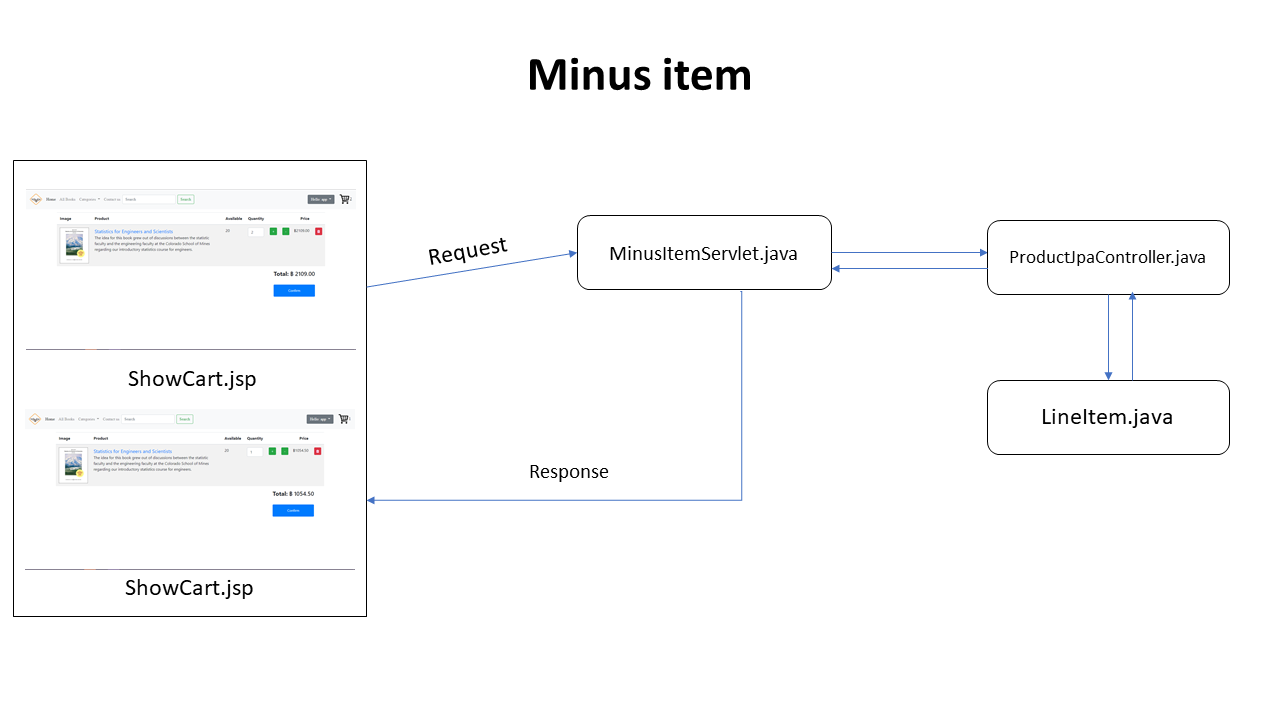 Minus item
Home All Books Categories Contact us Search Search Hello, app
Image Product Available Quantity Price
Statistics for Engineers and Scientists 20 2 ฿2109.00
The idea for this book grew out of discussions between the statistic
faculty and the engineering faculty at the Colorado School of Mines
regarding our introductory statistics course for engineers.
Total: ฿ 2109.00
Confirm
ShowCart.jsp
Home All Books Categories Contact us Search Search Hello, app
Image Product Available Quantity Price
Statistics for Engineers and Scientists 20 1 ฿1054.50
The idea for this book grew out of discussions between the statistic
faculty and the engineering faculty at the Colorado School of Mines
regarding our introductory statistics course for engineers.
Total: ฿ 1054.50
Confirm
ShowCart.jsp
Request
MinusItemServlet.java
ProductJpaController.java
LineItem.java
Response